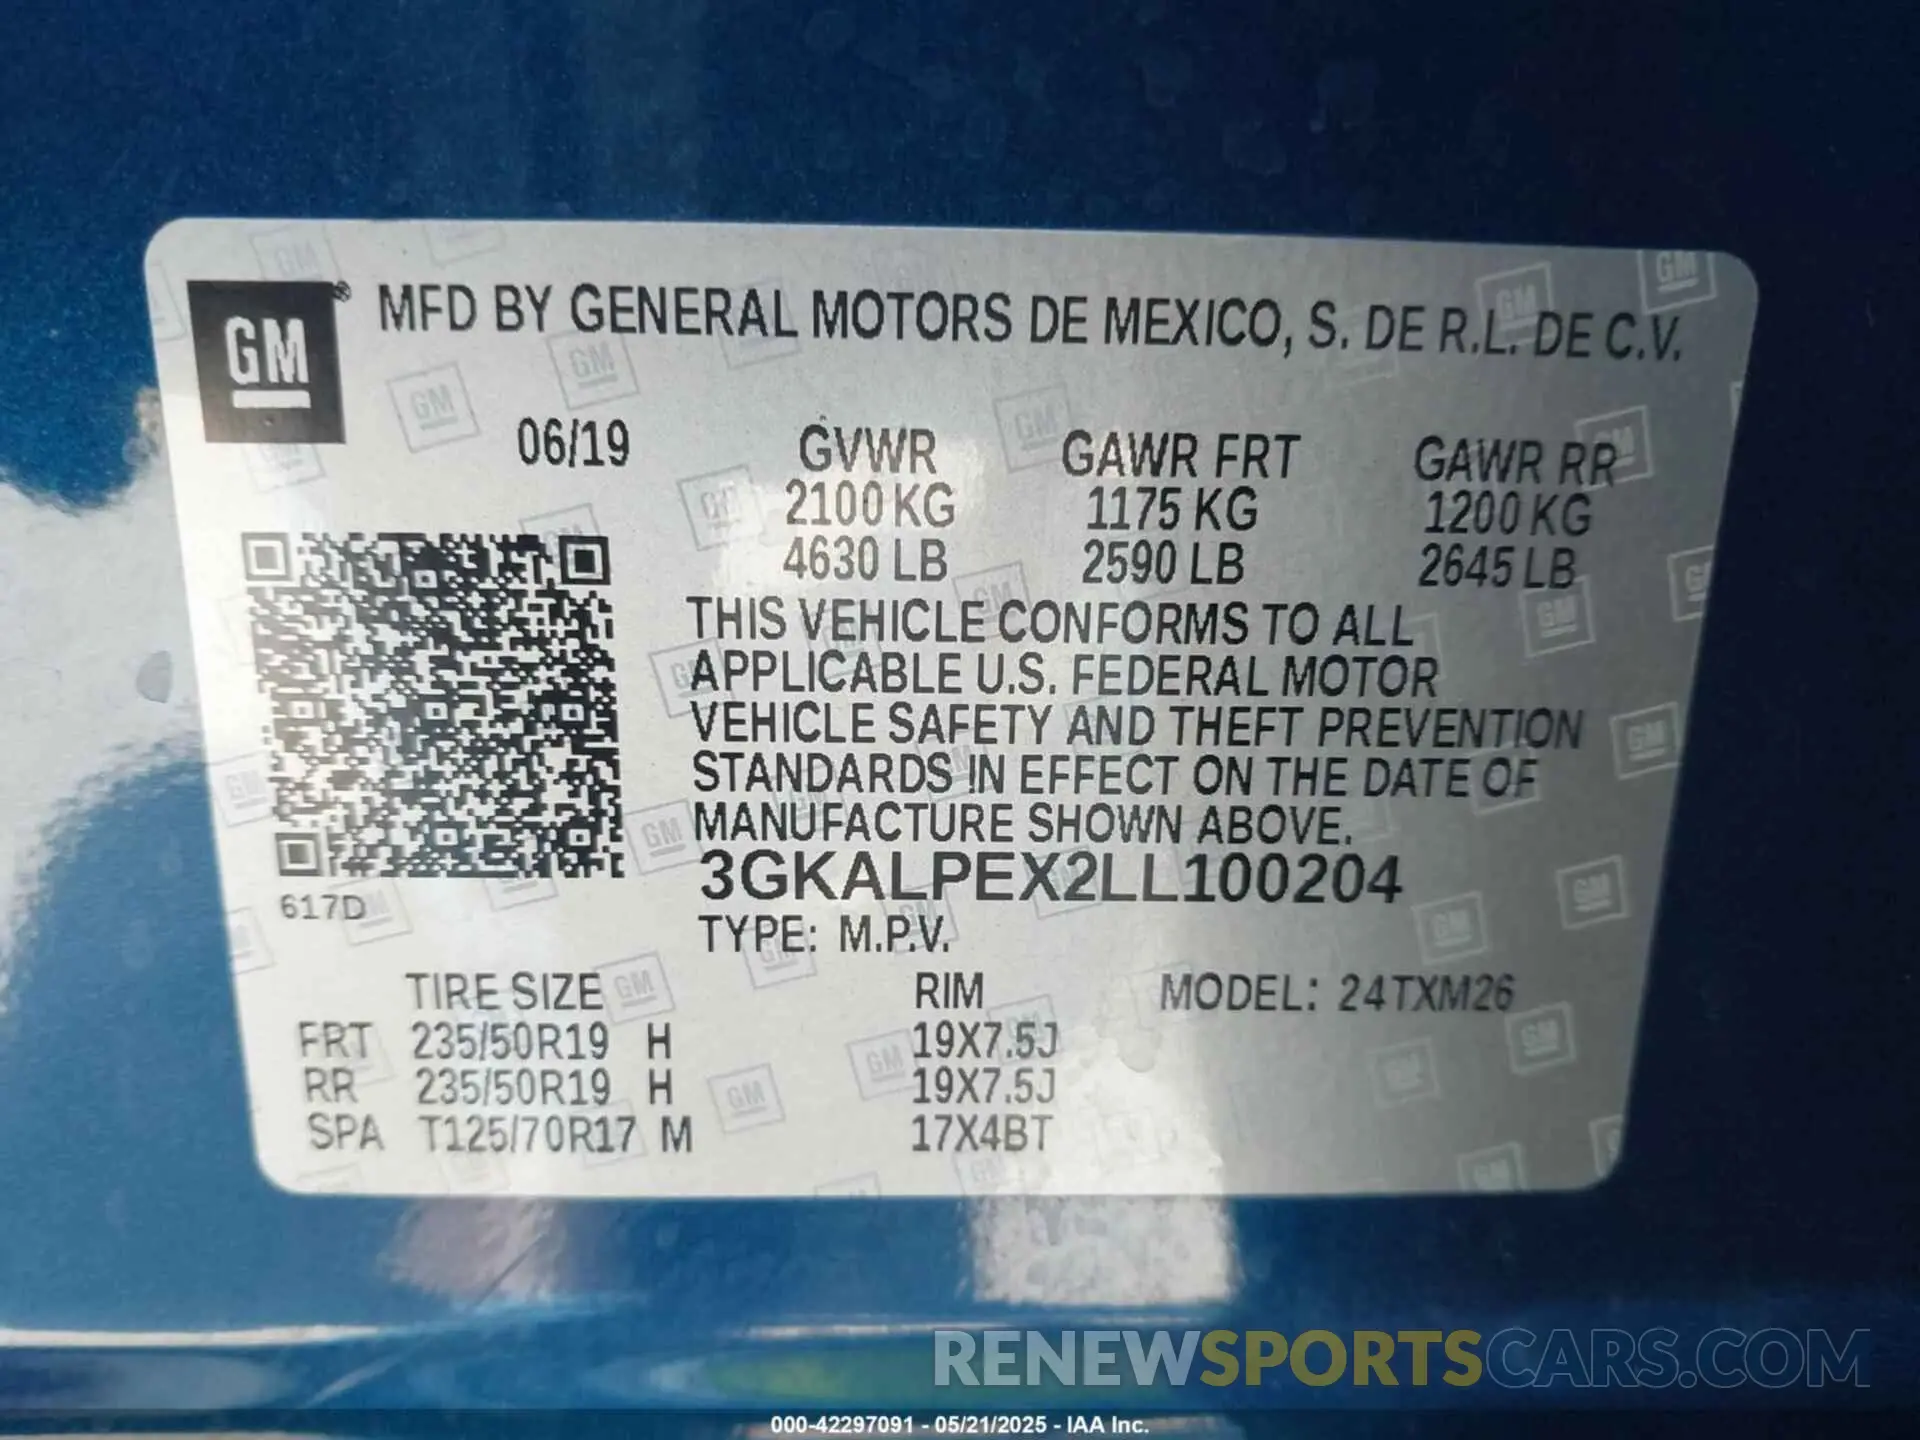 GM® MFD BY GENERAL MOTORS DE MEXICO, S. DE R.L. DE C.V.
06/19 GVWR GAWR FRT GAWR RR
2100 KG 1175 KG 1200 KG
4630 LB 2590 LB 2645 LB
THIS VEHICLE CONFORMS TO ALL
APPLICABLE U.S. FEDERAL MOTOR
VEHICLE SAFETY AND THEFT PREVENTION
STANDARDS IN EFFECT ON THE DATE OF
MANUFACTURE SHOWN ABOVE.
3GKALPEX2LL100204
617D
TYPE: M.P.V.
TIRE SIZE RIM MODEL: 24TXM26
FRT 235/50R19 H 19X7.5J
RR 235/50R19 H 19X7.5J
SPA T125/70R17 M 17X4BT
RENEWSPORTSCARS.COM
000-42297091 - 05/21/2025 - IAA Inc.